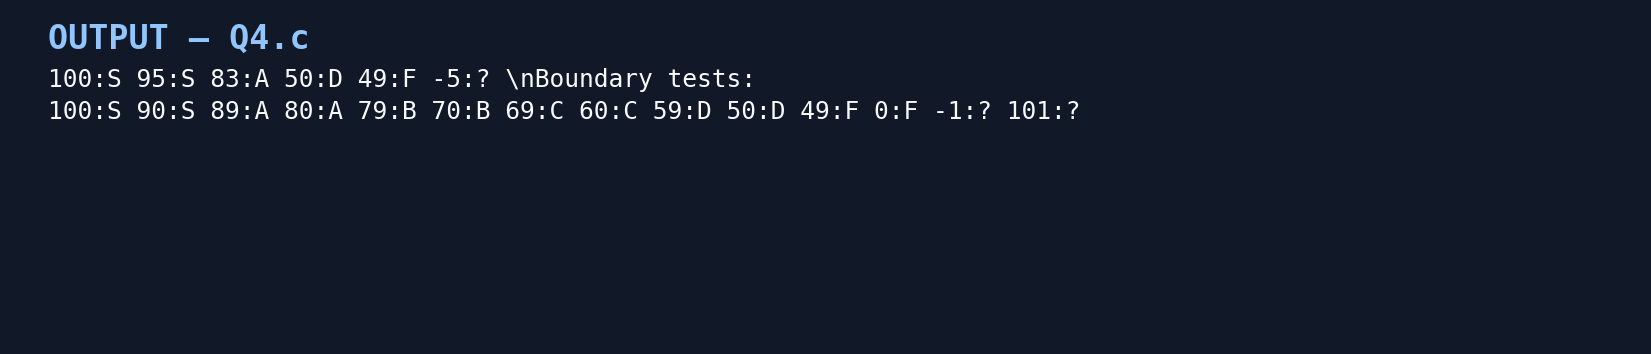 OUTPUT — Q4.c
100:S 95:S 83:A 50:D 49:F -5:? \nBoundary tests:
100:S 90:S 89:A 80:A 79:B 70:B 69:C 60:C 59:D 50:D 49:F 0:F -1:? 101:?